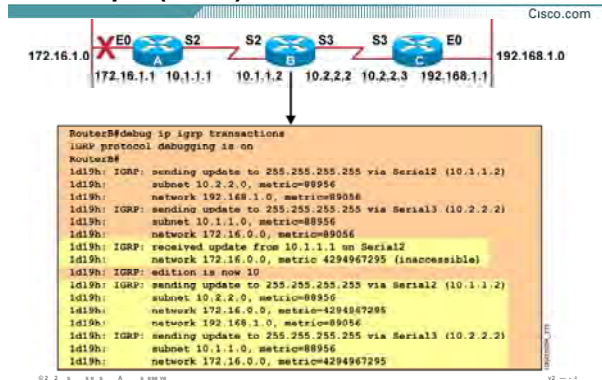 Cisco.com
E0 S2 S2 S3 S3 E0
172.16.1.0 A B C 192.168.1.0
172.16.1.1 10.1.1.1 10.1.1.2 10.2.2.2 10.2.2.3 192.168.1.1
RouterB#debug ip igrp transactions
IGRP protocol debugging is on
RouterB#
1d19h: IGRP: sending update to 255.255.255.255 via Serial2 (10.1.1.2)
1d19h: subnet 10.2.2.0, metric=88956
1d19h: network 192.168.1.0, metric=89056
1d19h: IGRP: sending update to 255.255.255.255 via Serial3 (10.2.2.2)
1d19h: subnet 10.1.1.0, metric=88956
1d19h: network 172.16.0.0, metric=89056
1d19h: IGRP: received update from 10.1.1.1 on Serial2
1d19h: network 172.16.0.0, metric 4294967295 (inaccessible)
1d19h: IGRP: edition is now 10
1d19h: IGRP: sending update to 255.255.255.255 via Serial2 (10.1.1.2)
1d19h: subnet 10.2.2.0, metric=88956
1d19h: network 172.16.0.0, metric=4294967295
1d19h: network 192.168.1.0, metric=89056
1d19h: IGRP: sending update to 255.255.255.255 via Serial3 (10.2.2.2)
1d19h: subnet 10.1.1.0, metric=88956
1d19h: network 172.16.0.0, metric=4294967295